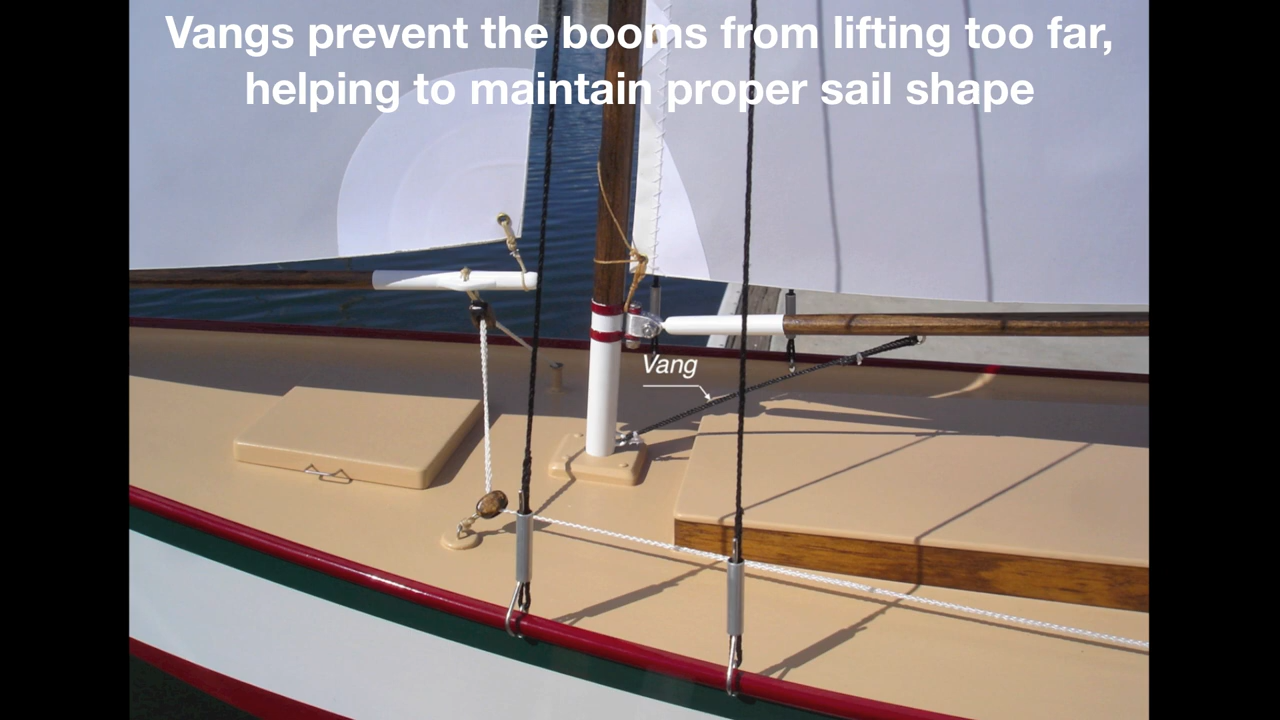 Vangs prevent the booms from lifting too far,
helping to maintain proper sail shape
Vang